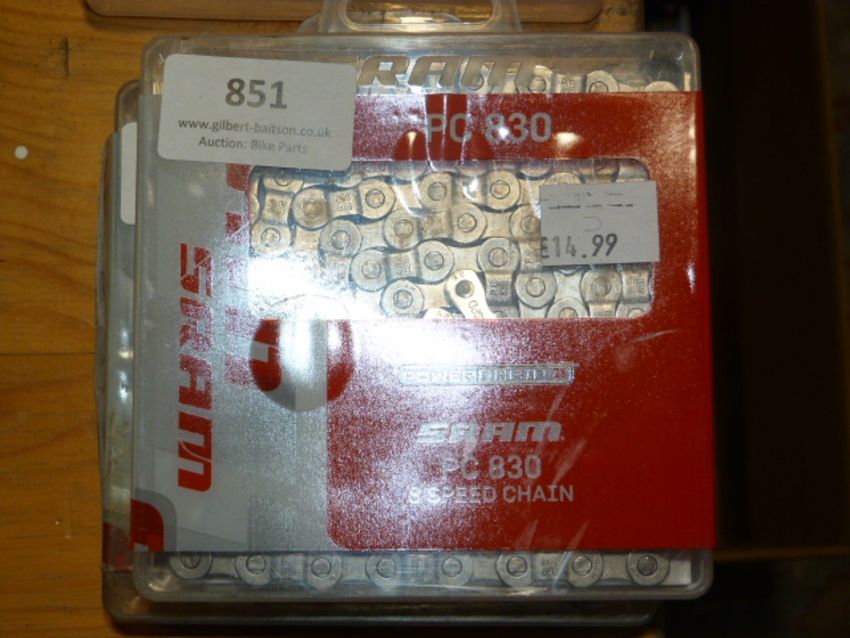 SRAM
851
www.gilbert-baitson.co.uk
Auction: Bike Parts
PC 830
£14.99
SRAM
POWERCHAIN
SRAM
PC 830
8 SPEED CHAIN